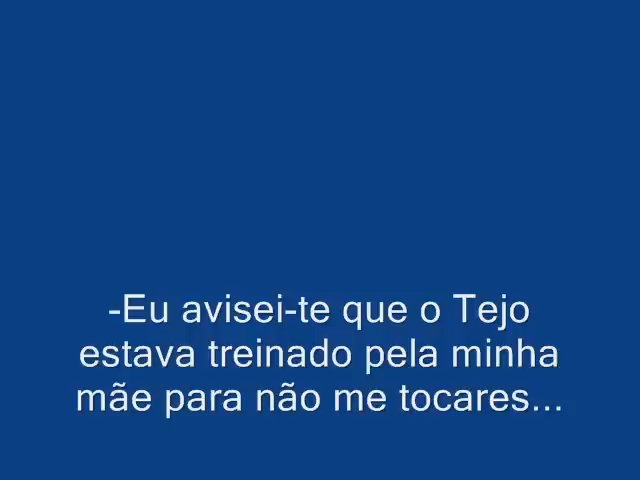 -Eu avisei-te que o Tejo
estava treinado pela minha
mãe para não me tocares...